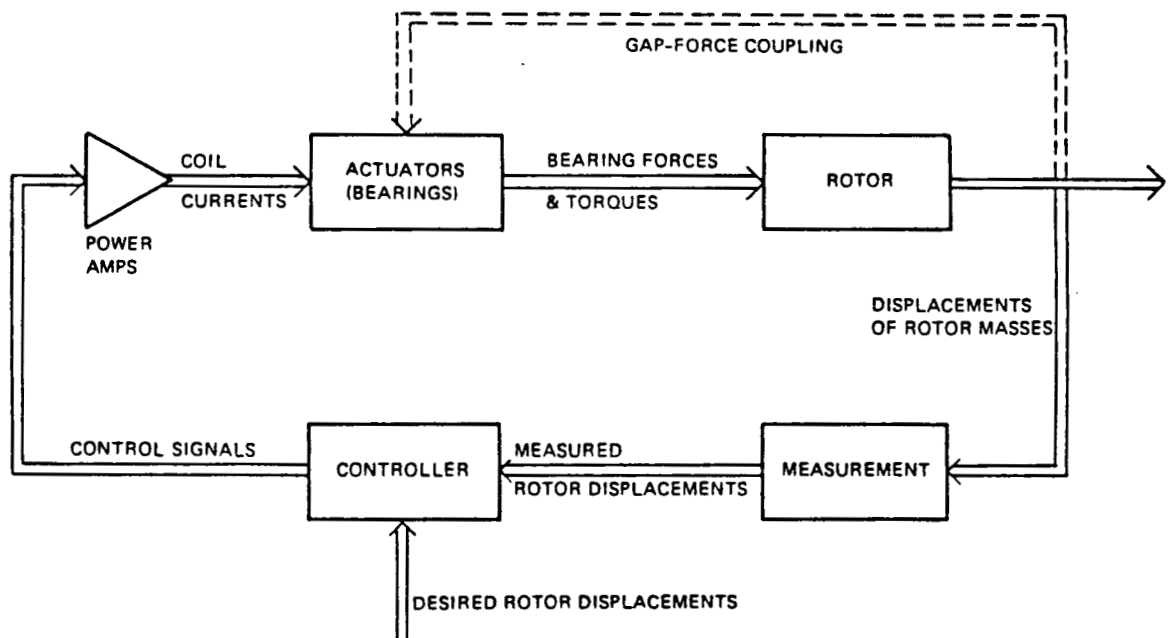 GAP-FORCE COUPLING
COIL
CURRENTS
POWER
AMPS
ACTUATORS
(BEARINGS)
BEARING FORCES
& TORQUES
ROTOR
DISPLACEMENTS
OF ROTOR MASSES
CONTROL SIGNALS
CONTROLLER
MEASURED
ROTOR DISPLACEMENTS
MEASUREMENT
DESIRED ROTOR DISPLACEMENTS